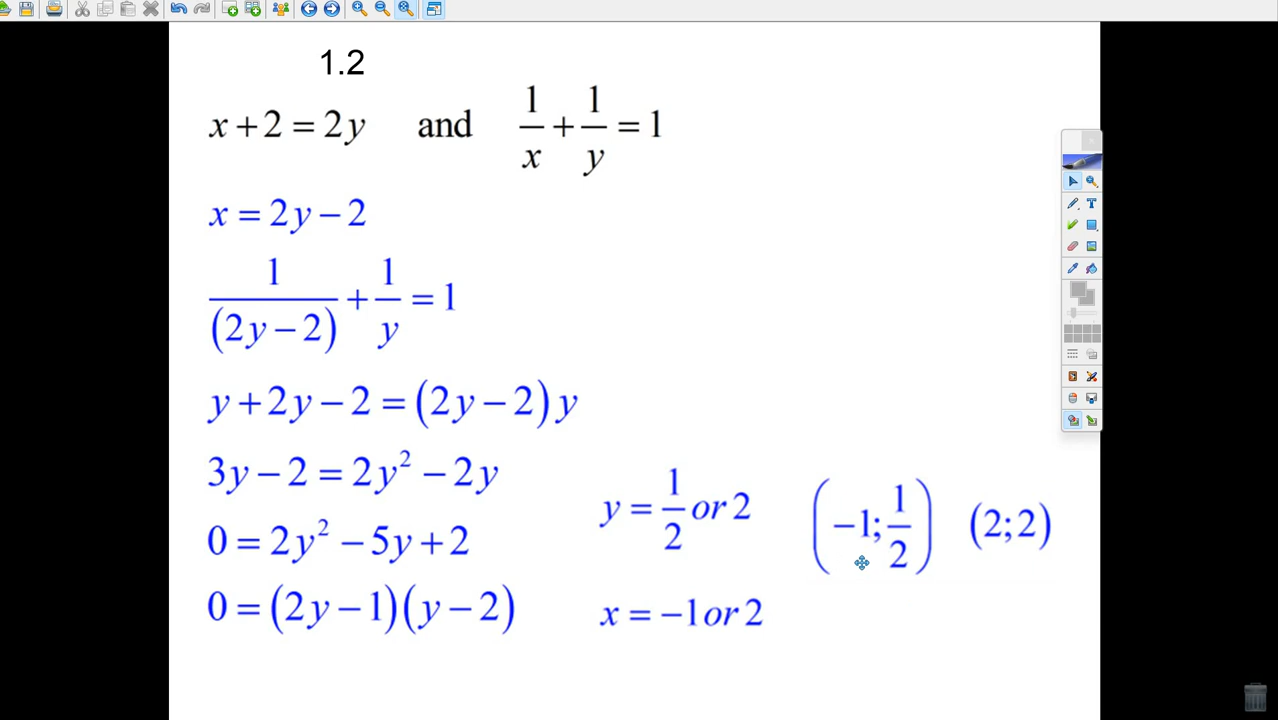 1.2
x + 2 = 2y and 1/x + 1/y = 1
x = 2y − 2
1/(2y − 2) + 1/y = 1
y + 2y − 2 = (2y − 2)y
3y − 2 = 2y² − 2y
0 = 2y² − 5y + 2
0 = (2y − 1)(y − 2)
y = 1/2 or 2
x = −1 or 2
(−1; 1/2) (2;2)